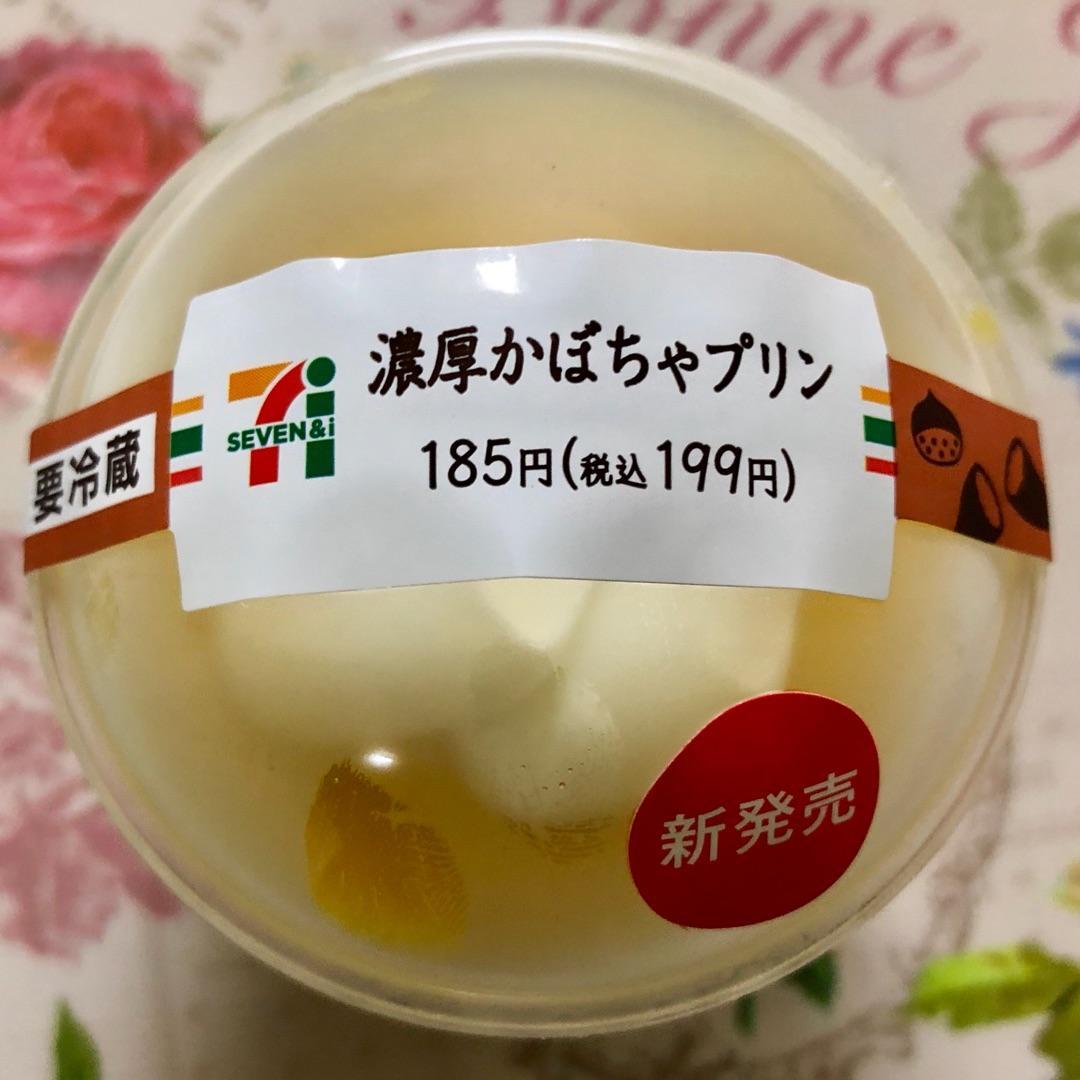 onne
濃厚かぼちゃプリン
SEVEN&i
185円(税込199円)
要冷蔵
新発売